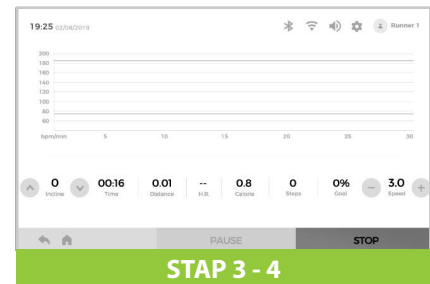 19:25 02/08/2019 Runner 1
200
180
160
140
120
100
80
60
bpm/min 5 10 15 20 25 30
0 00:16 0.01 -- 0.8 0 0% 3.0
Incline Time Distance H.R. Calorie Steps Goal Speed
PAUSE STOP
STAP 3 - 4